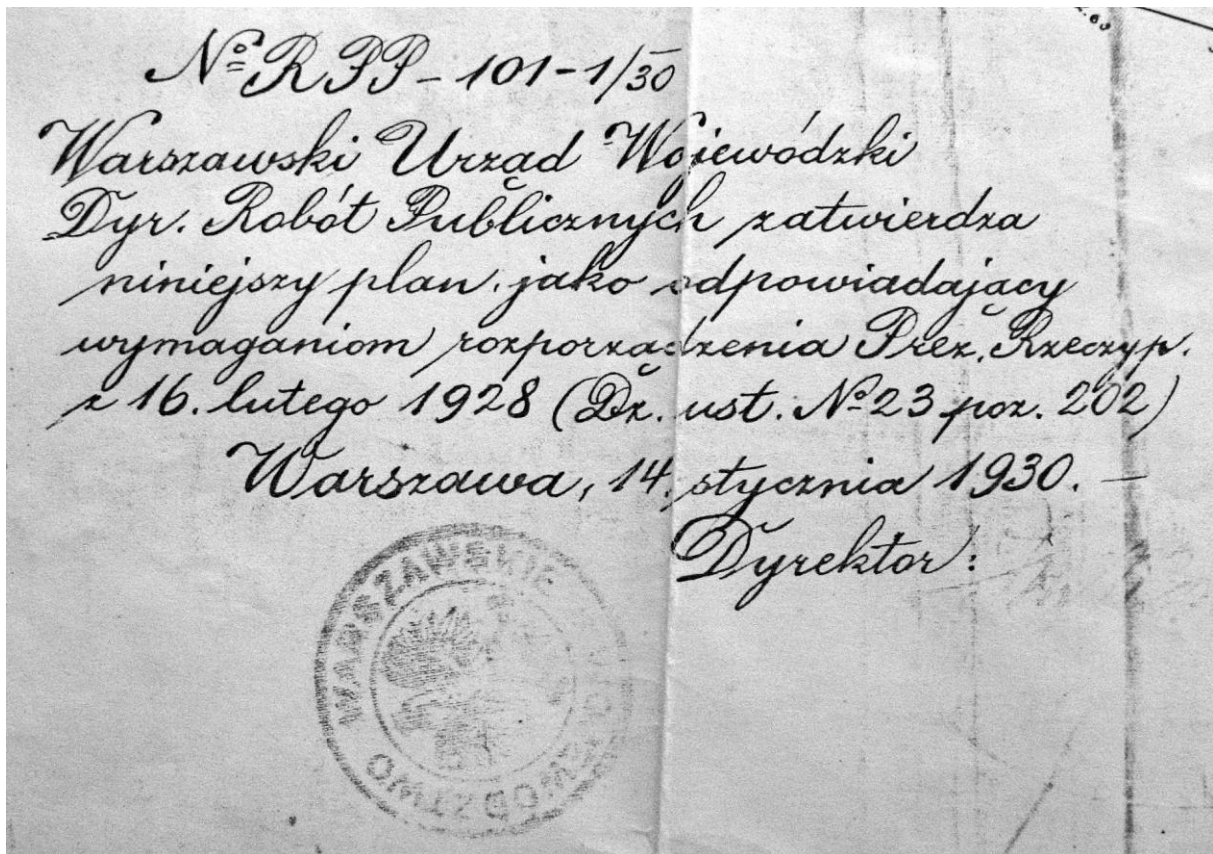 № RPP - 101 - 1/30
Warszawski Urząd Wojewódzki
Dyr. Robót Publicznych zatwierdza
niniejszy plan, jako odpowiadający
wymaganiom rozporządzenia Prez. Rzeczyp.
z 16. lutego 1928 (Dz. ust. № 23 poz. 202)
Warszawa, 14. stycznia 1930. —
Dyrektor:
WARSZAWSKIE